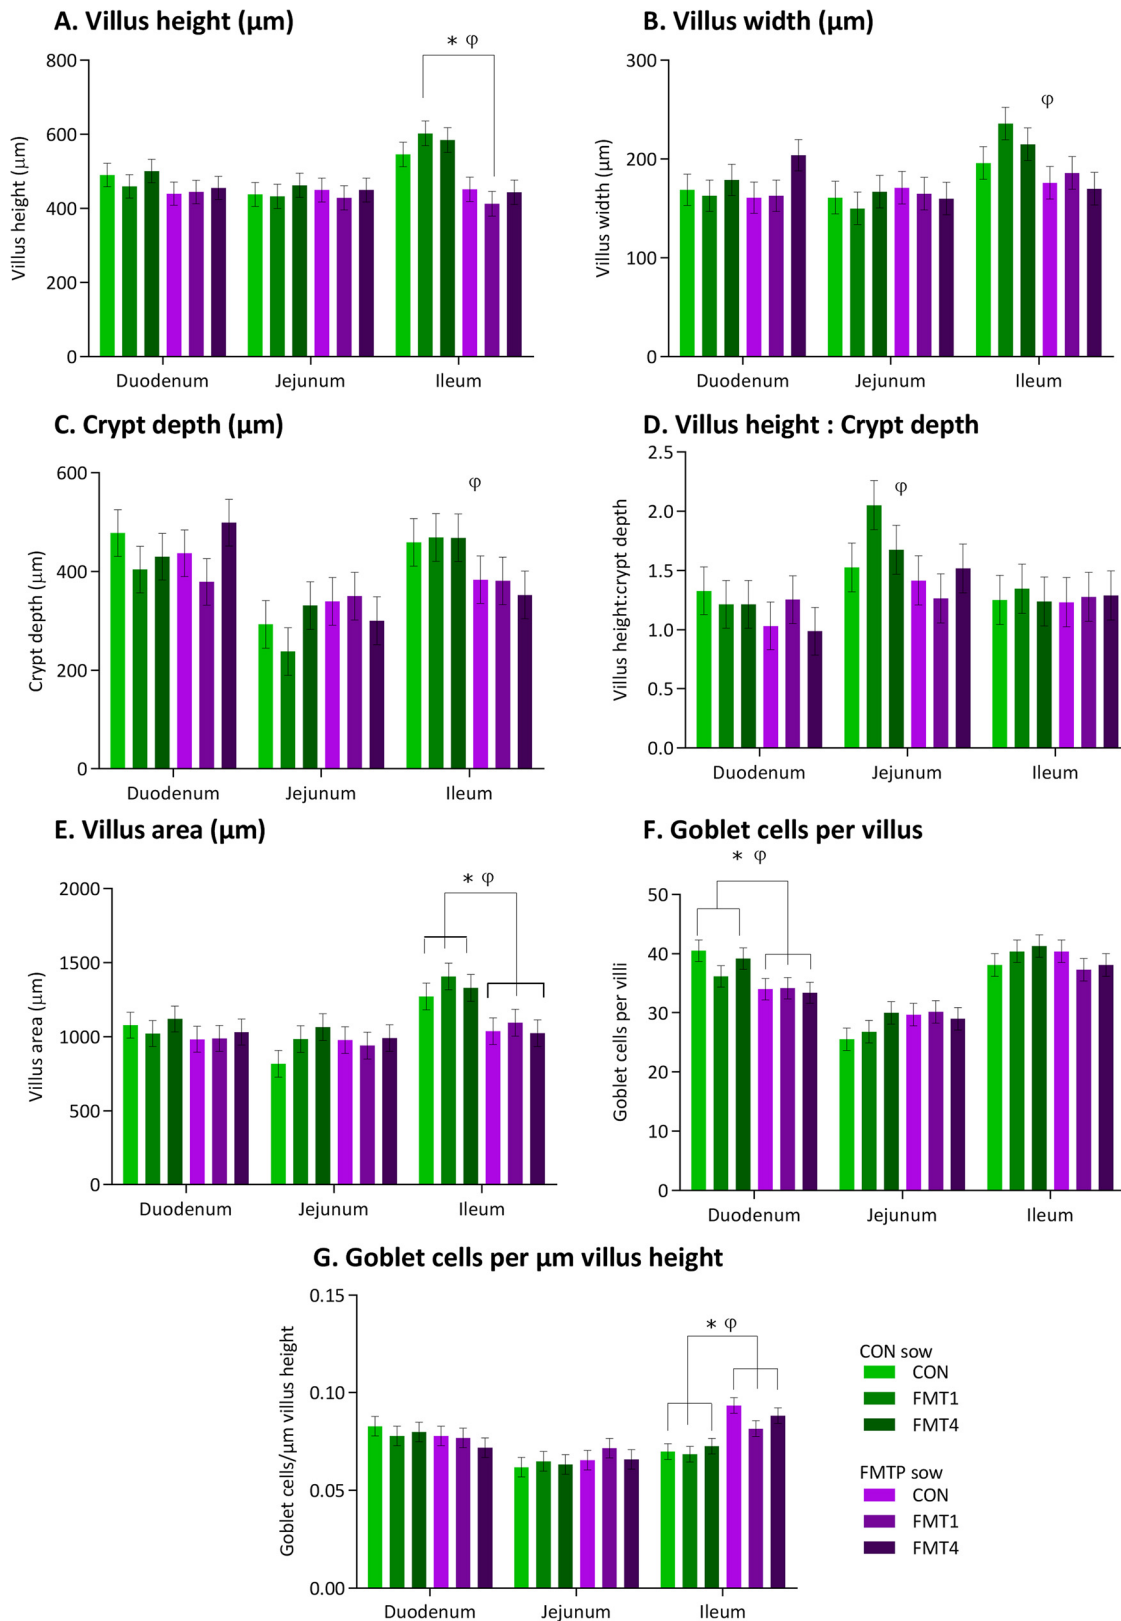 A. Villus height (µm)
* φ
Villus height (µm)
800
600
400
200
0
Duodenum
Jejunum
Ileum
B. Villus width (µm)
φ
Villus width (µm)
300
200
100
0
Duodenum
Jejunum
Ileum
C. Crypt depth (µm)
φ
Crypt depth (µm)
600
400
200
0
Duodenum
Jejunum
Ileum
D. Villus height : Crypt depth
φ
Villus height:crypt depth
2.5
2.0
1.5
1.0
0.5
0.0
Duodenum
Jejunum
Ileum
E. Villus area (µm)
* φ
Villus area (µm)
2000
1500
1000
500
0
Duodenum
Jejunum
Ileum
F. Goblet cells per villus
* φ
Goblet cells per villi
50
40
30
20
10
0
Duodenum
Jejunum
Ileum
G. Goblet cells per µm villus height
* φ
Goblet cells/µm villus height
0.15
0.10
0.05
0.00
Duodenum
Jejunum
Ileum
CON sow
CON
FMT1
FMT4
FMTP sow
CON
FMT1
FMT4